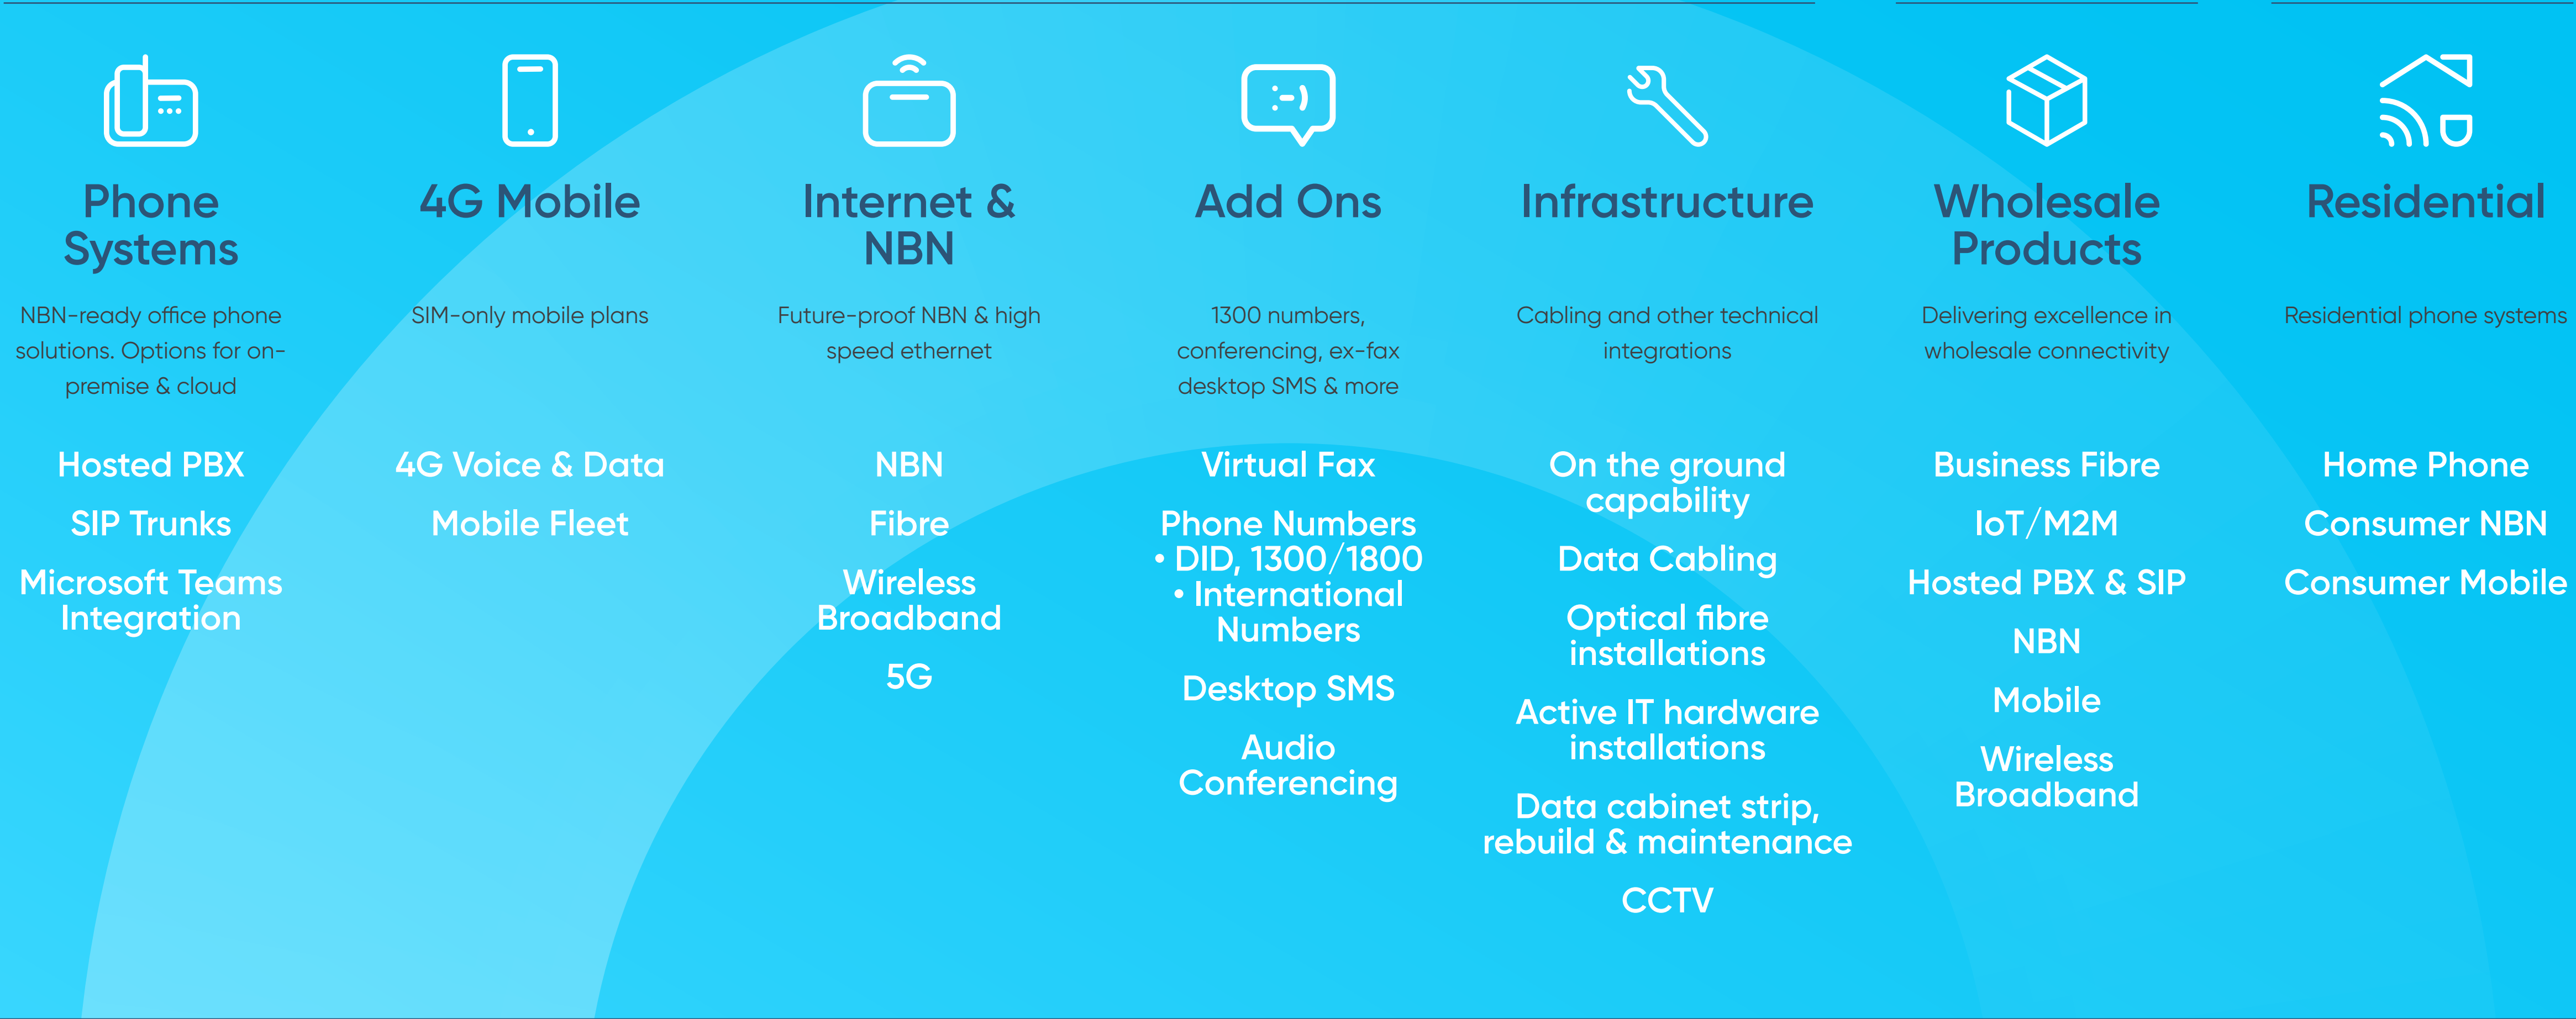 Phone
Systems
NBN-ready office phone
solutions. Options for on-
premise & cloud
Hosted PBX
SIP Trunks
Microsoft Teams
Integration
4G Mobile
SIM-only mobile plans
4G Voice & Data
Mobile Fleet
Internet &
NBN
Future-proof NBN & high
speed ethernet
NBN
Fibre
Wireless
Broadband
5G
:-)
Add Ons
1300 numbers,
conferencing, ex-fax
desktop SMS & more
Virtual Fax
Phone Numbers
• DID, 1300/1800
• International
Numbers
Desktop SMS
Audio
Conferencing
Infrastructure
Cabling and other technical
integrations
On the ground
capability
Data Cabling
Optical fibre
installations
Active IT hardware
installations
Data cabinet strip,
rebuild & maintenance
CCTV
Wholesale
Products
Delivering excellence in
wholesale connectivity
Business Fibre
IoT/M2M
Hosted PBX & SIP
NBN
Mobile
Wireless
Broadband
Residential
Residential phone systems
Home Phone
Consumer NBN
Consumer Mobile